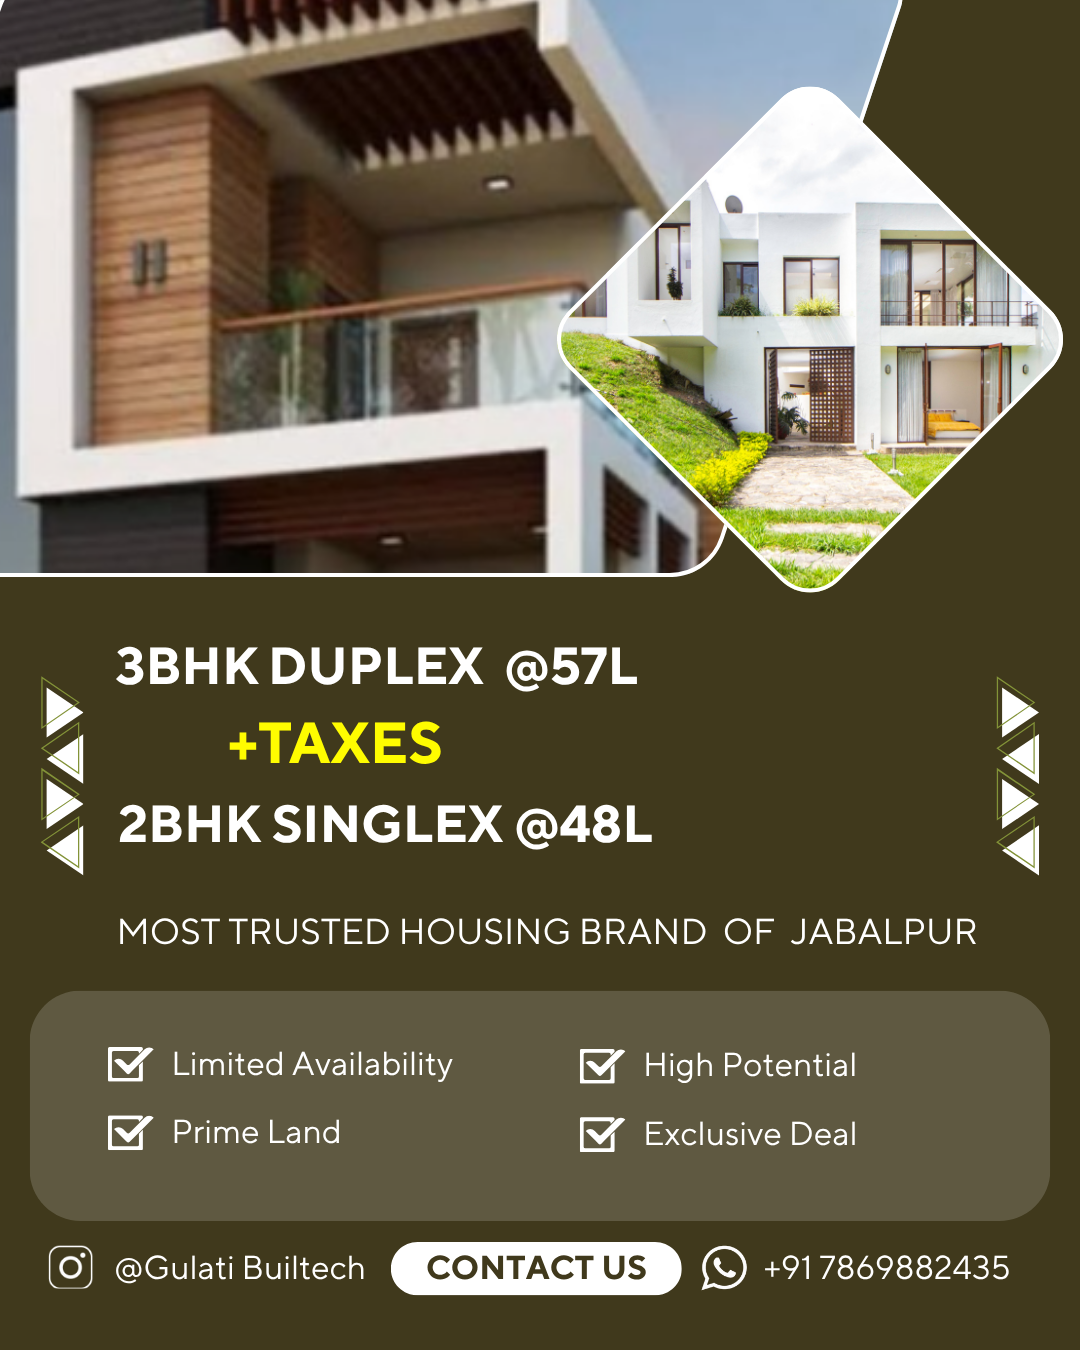 3BHK DUPLEX @57L
+TAXES
2BHK SINGLEX @48L
MOST TRUSTED HOUSING BRAND OF JABALPUR
Limited Availability
High Potential
Prime Land
Exclusive Deal
@Gulati Builtech
CONTACT US
+91 7869882435